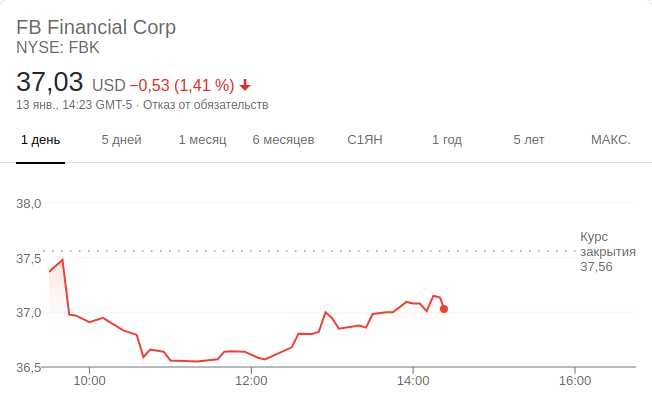 FB Financial Corp
NYSE: FBK
37,03 USD −0,53 (1,41 %)
13 янв., 14:23 GMT-5 · Отказ от обязательств
1 день 5 дней 1 месяц 6 месяцев С1ЯН 1 год 5 лет МАКС.
38,0
Курс
закрытия
37,56
37,5
37,0
36,5
10:00 12:00 14:00 16:00